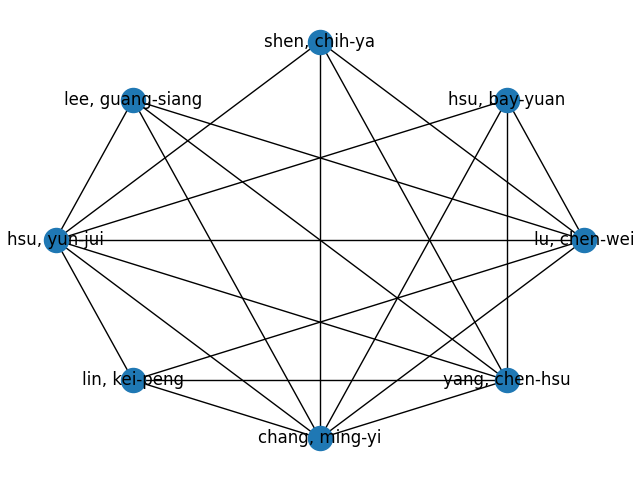 shen, chih-ya
lee, guang-siang
hsu, bay-yuan
hsu, yun-jui
lu, chen-wei
lin, kei-peng
yang, chen-hsu
chang, ming-yi